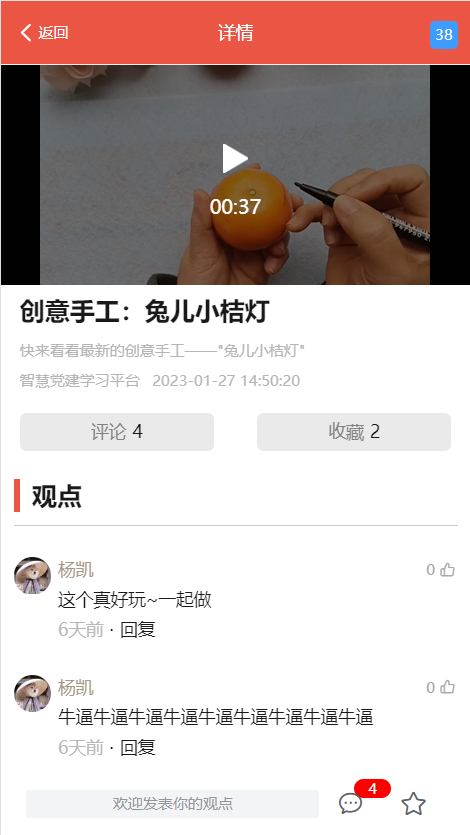 返回
详情
38
00:37
创意手工：兔儿小桔灯
快来看看最新的创意手工——"兔儿小桔灯"
智慧党建学习平台 2023-01-27 14:50:20
评论 4
收藏 2
观点
杨凯
0
这个真好玩~一起做
6天前 · 回复
杨凯
0
牛逼牛逼牛逼牛逼牛逼牛逼牛逼牛逼牛逼
6天前 · 回复
欢迎发表你的观点
4